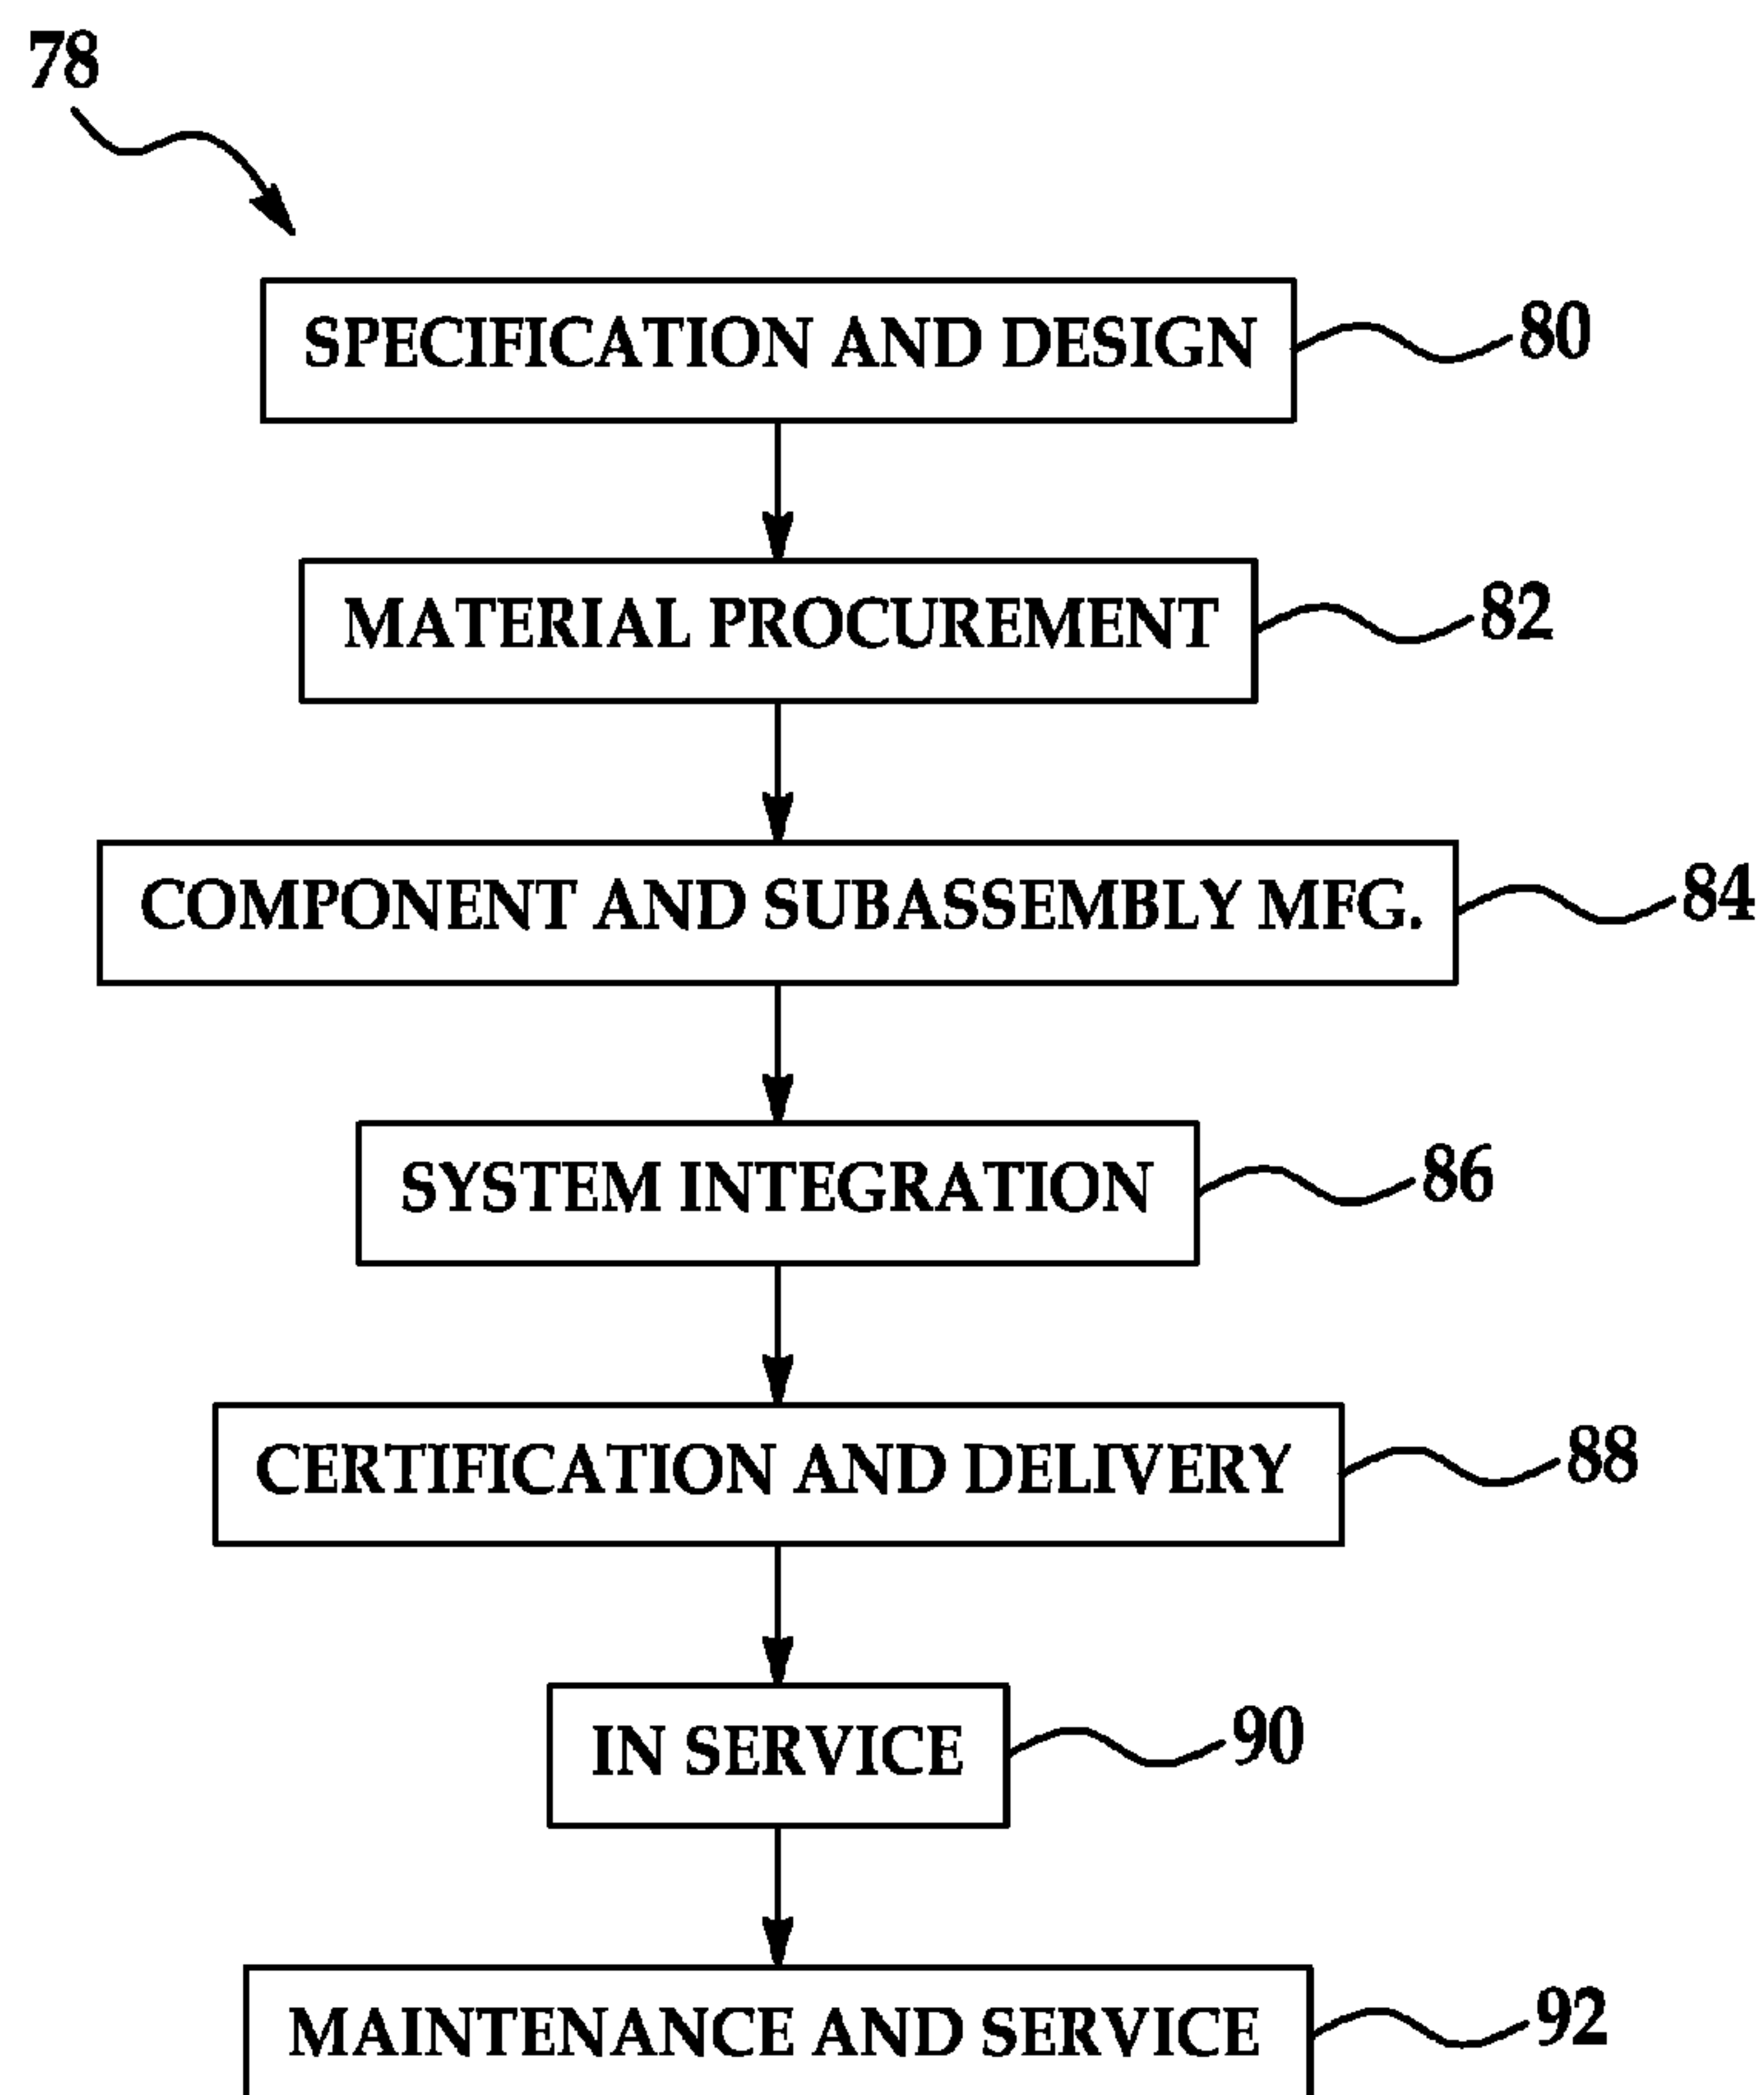 78
SPECIFICATION AND DESIGN 80
MATERIAL PROCUREMENT 82
COMPONENT AND SUBASSEMBLY MFG. 84
SYSTEM INTEGRATION 86
CERTIFICATION AND DELIVERY 88
IN SERVICE 90
MAINTENANCE AND SERVICE 92